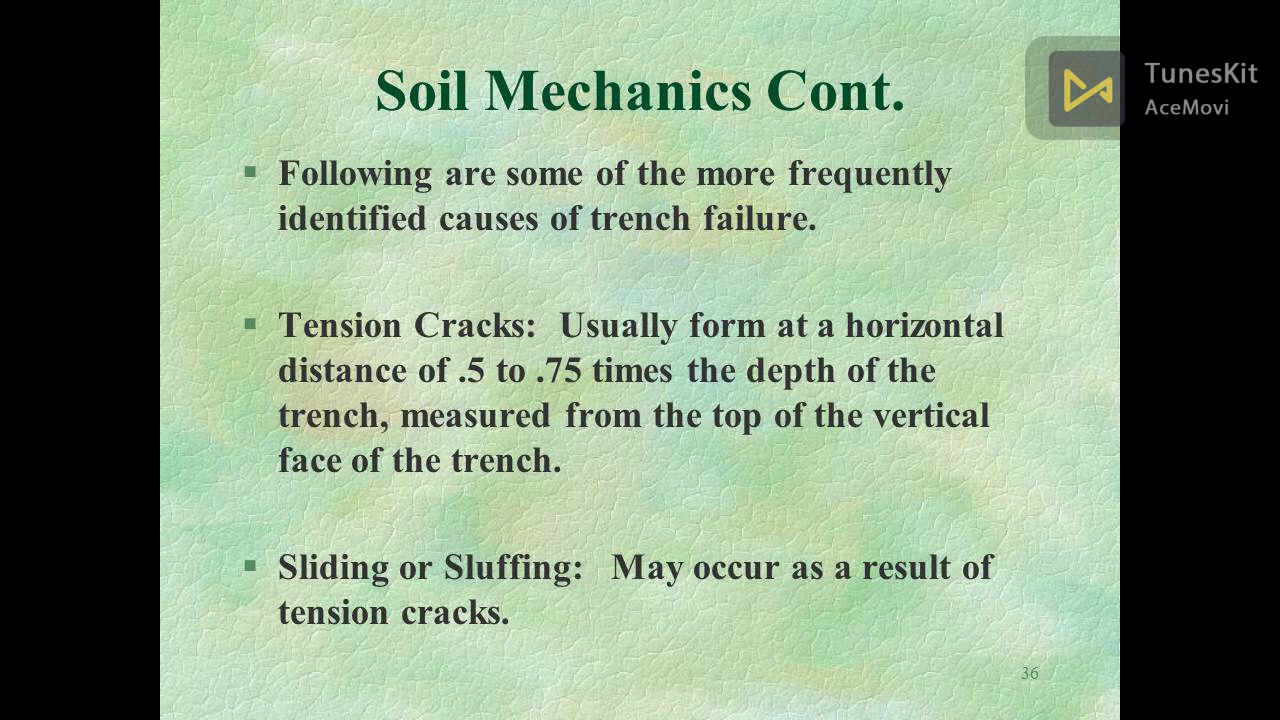 Soil Mechanics Cont.
TunesKit
AceMovi
Following are some of the more frequently
identified causes of trench failure.
Tension Cracks: Usually form at a horizontal
distance of .5 to .75 times the depth of the
trench, measured from the top of the vertical
face of the trench.
Sliding or Sluffing: May occur as a result of
tension cracks.
36